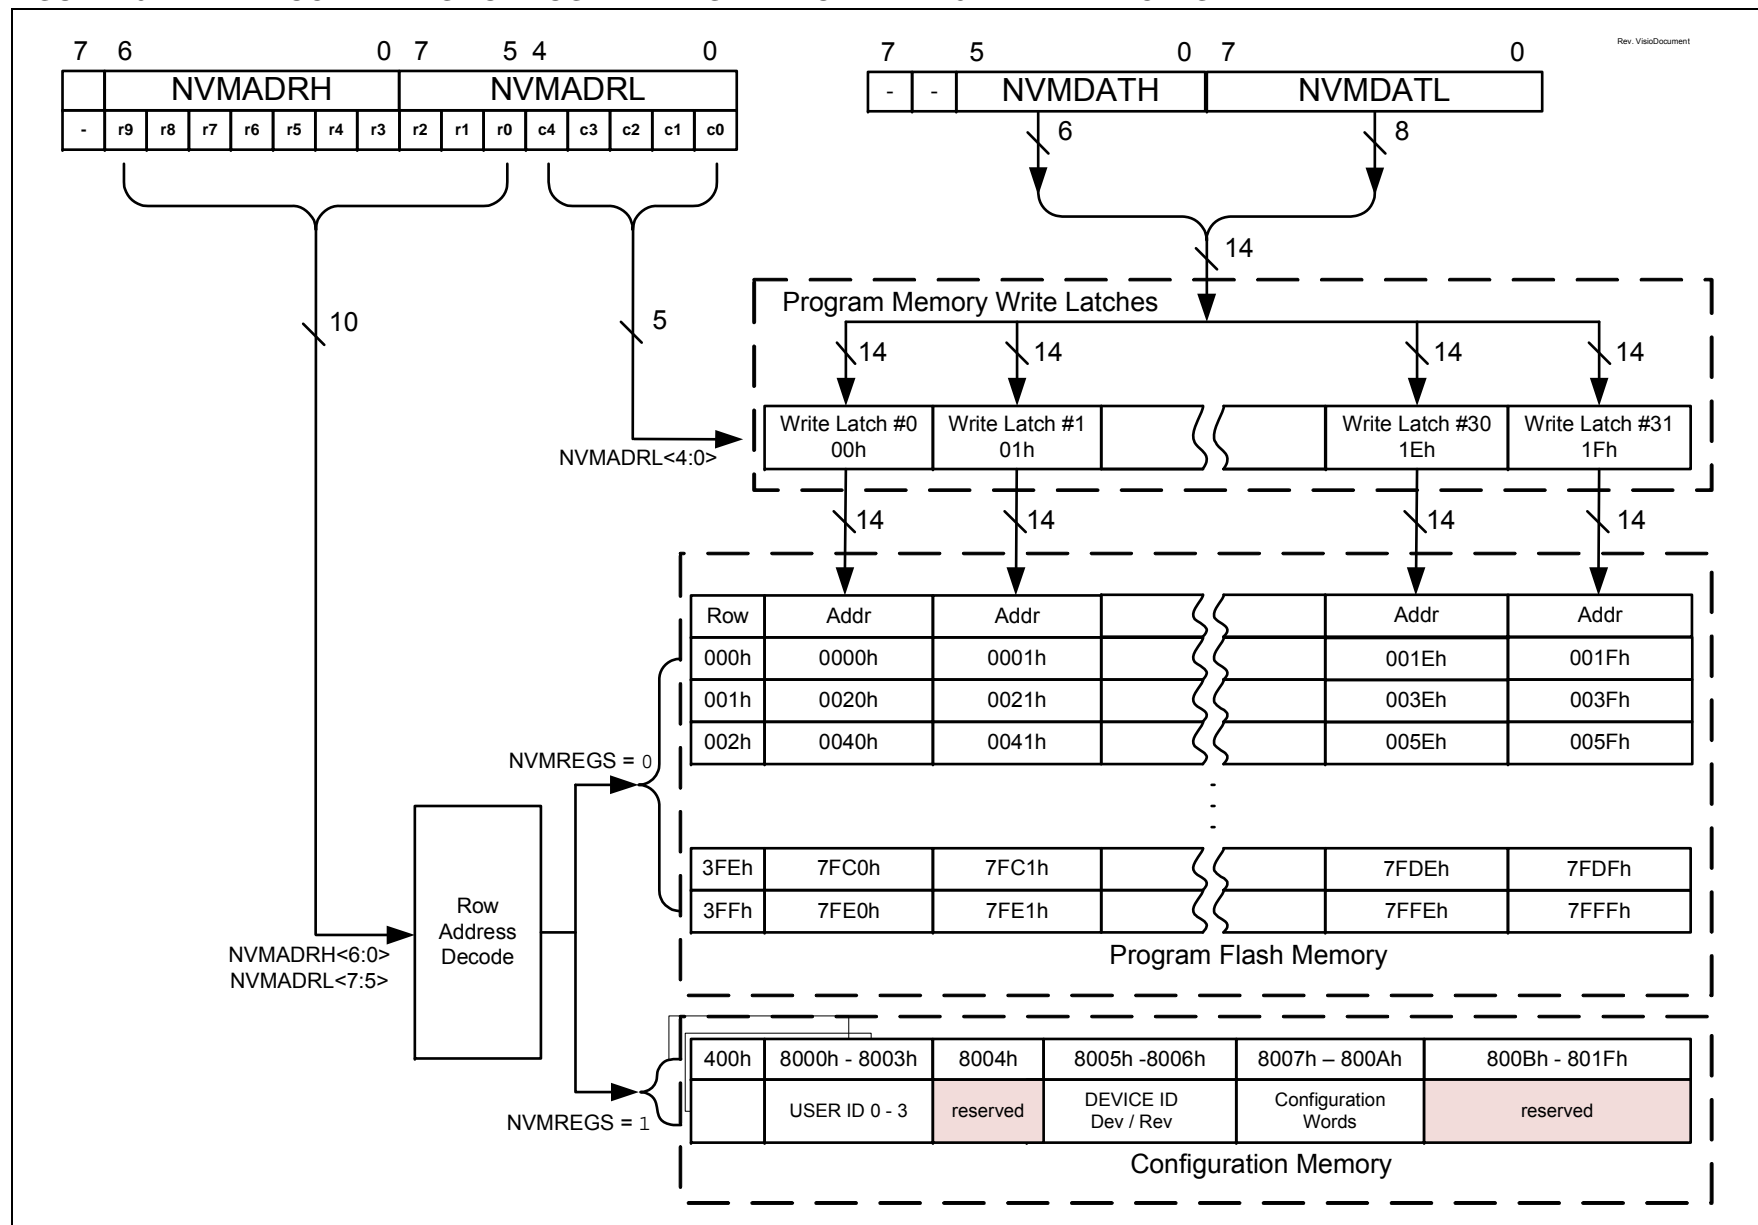 7 6 0 7 5 4 0
NVMADRH NVMADRL
- r9 r8 r7 r6 r5 r4 r3 r2 r1 r0 c4 c3 c2 c1 c0
7 5 0 7 0
Rev. VisioDocument
- - NVMDATH NVMDATL
6 8
14
10
5
Program Memory Write Latches
14 14 14 14
Write Latch #0 Write Latch #1 Write Latch #30 Write Latch #31
00h 01h 1Eh 1Fh
NVMADRL<4:0>
14 14 14 14
Row Addr Addr Addr Addr
000h 0000h 0001h 001Eh 001Fh
001h 0020h 0021h 003Eh 003Fh
002h 0040h 0041h 005Eh 005Fh
NVMREGS = 0
3FEh 7FC0h 7FC1h 7FDEh 7FDFh
3FFh 7FE0h 7FE1h 7FFEh 7FFFh
Program Flash Memory
Row
Address
Decode
NVMADRH<6:0>
NVMADRL<7:5>
400h 8000h - 8003h 8004h 8005h -8006h 8007h – 800Ah 800Bh - 801Fh
USER ID 0 - 3 reserved DEVICE ID Configuration reserved
Dev / Rev Words
NVMREGS = 1
Configuration Memory